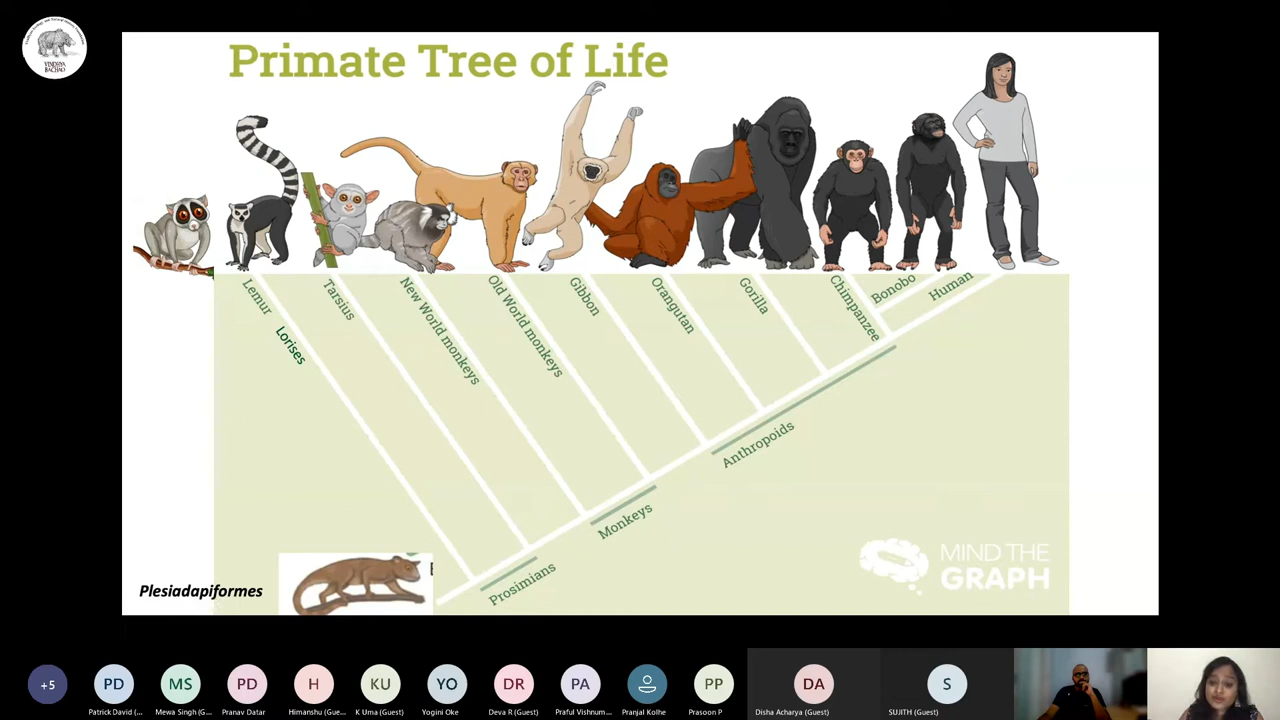 VINDHYA
BACHAO
Primate Tree of Life
Lemur
Lorises
Tarsius
New World monkeys
Old World monkeys
Gibbon
Orangutan
Gorilla
Chimpanzee
Bonobo
Human
Anthropoids
Monkeys
Prosimians
Plesiadapiformes
MIND THE
GRAPH
+5
PD
MS
PD
H
KU
YO
DR
PA
PP
DA
S
Patrick David (...
Mewa Singh (G...
Pranav Datar
Himanshu (Gue...
K Uma (Guest)
Yogini Oke
Deva R (Guest)
Praful Vishnum...
Pranjal Kolhe
Prasoon P
Disha Acharya (Guest)
SUJITH (Guest)